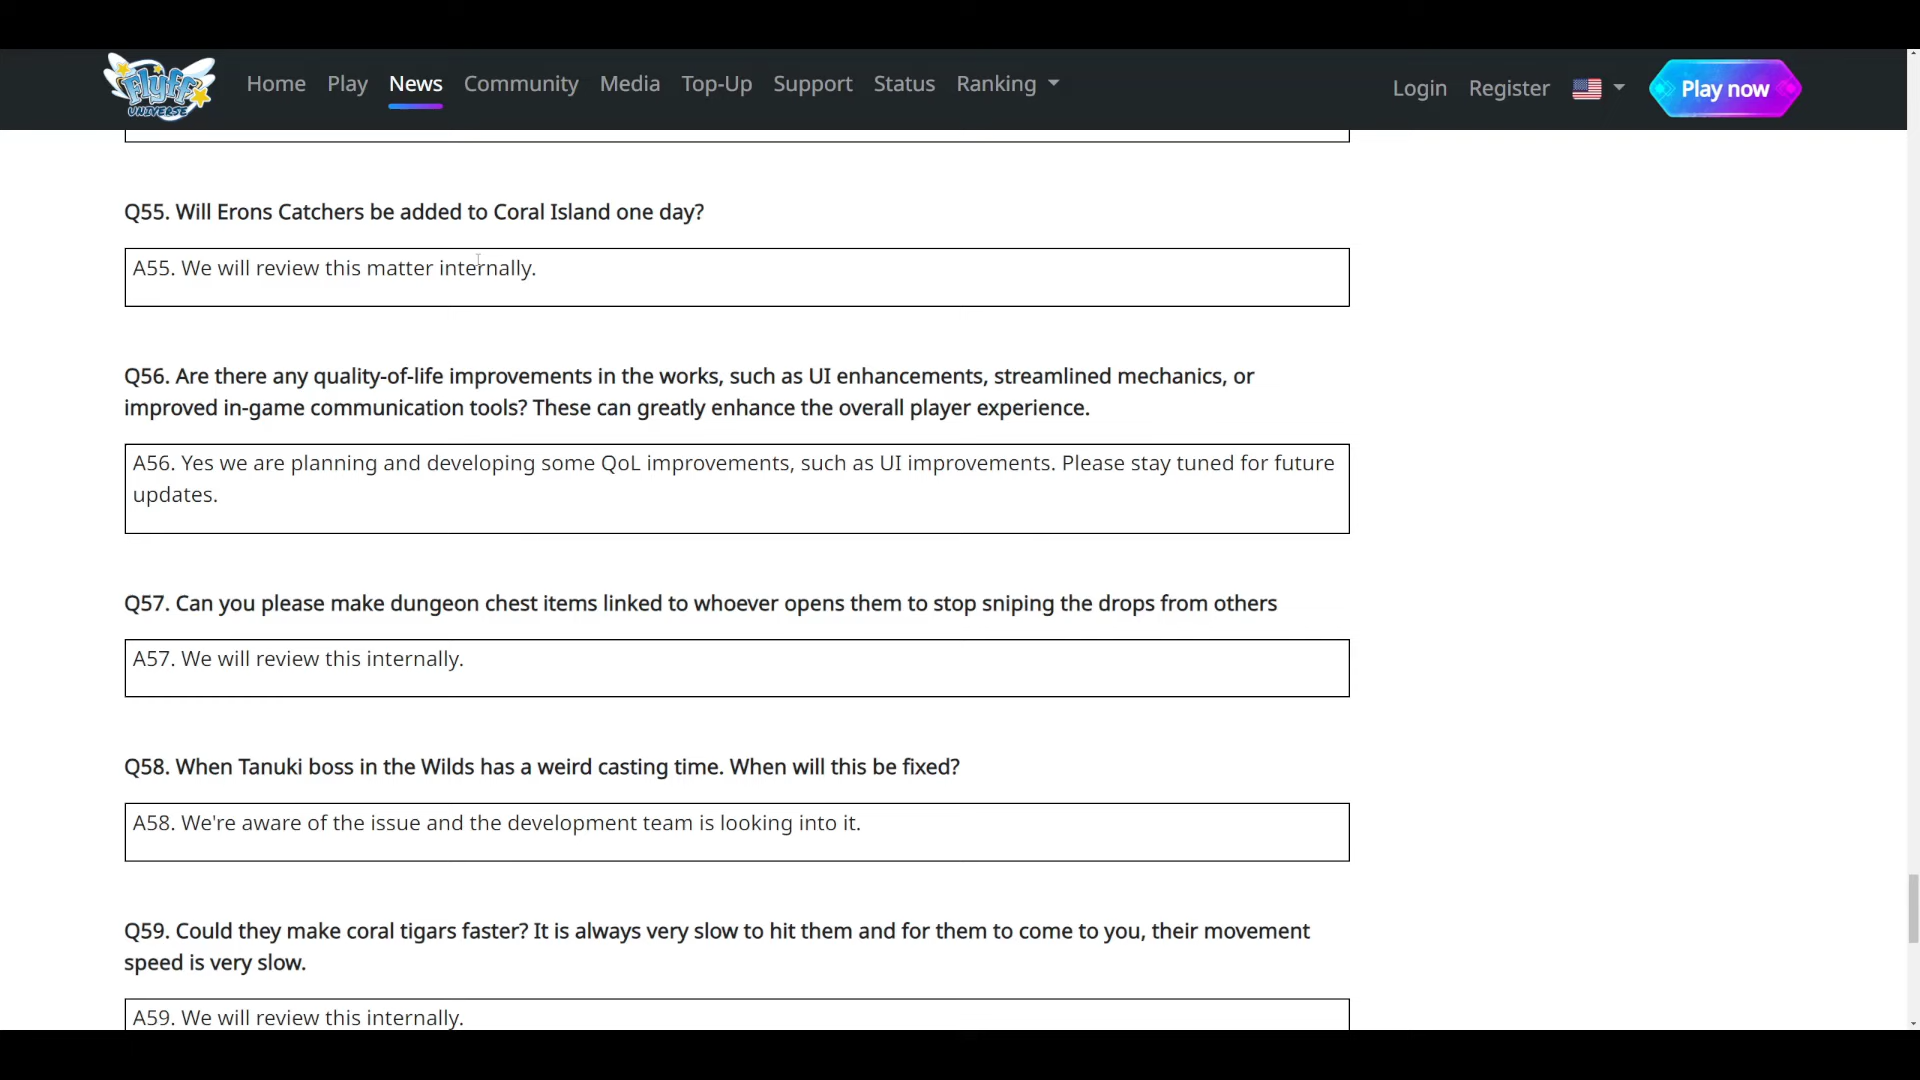 Flyff
UNIVERSE
Home Play News Community Media Top-Up Support Status Ranking Login Register Play now
Q55. Will Erons Catchers be added to Coral Island one day?
A55. We will review this matter internally.
Q56. Are there any quality-of-life improvements in the works, such as UI enhancements, streamlined mechanics, or
improved in-game communication tools? These can greatly enhance the overall player experience.
A56. Yes we are planning and developing some QoL improvements, such as UI improvements. Please stay tuned for future
updates.
Q57. Can you please make dungeon chest items linked to whoever opens them to stop sniping the drops from others
A57. We will review this internally.
Q58. When Tanuki boss in the Wilds has a weird casting time. When will this be fixed?
A58. We're aware of the issue and the development team is looking into it.
Q59. Could they make coral tigars faster? It is always very slow to hit them and for them to come to you, their movement
speed is very slow.
A59. We will review this internally.